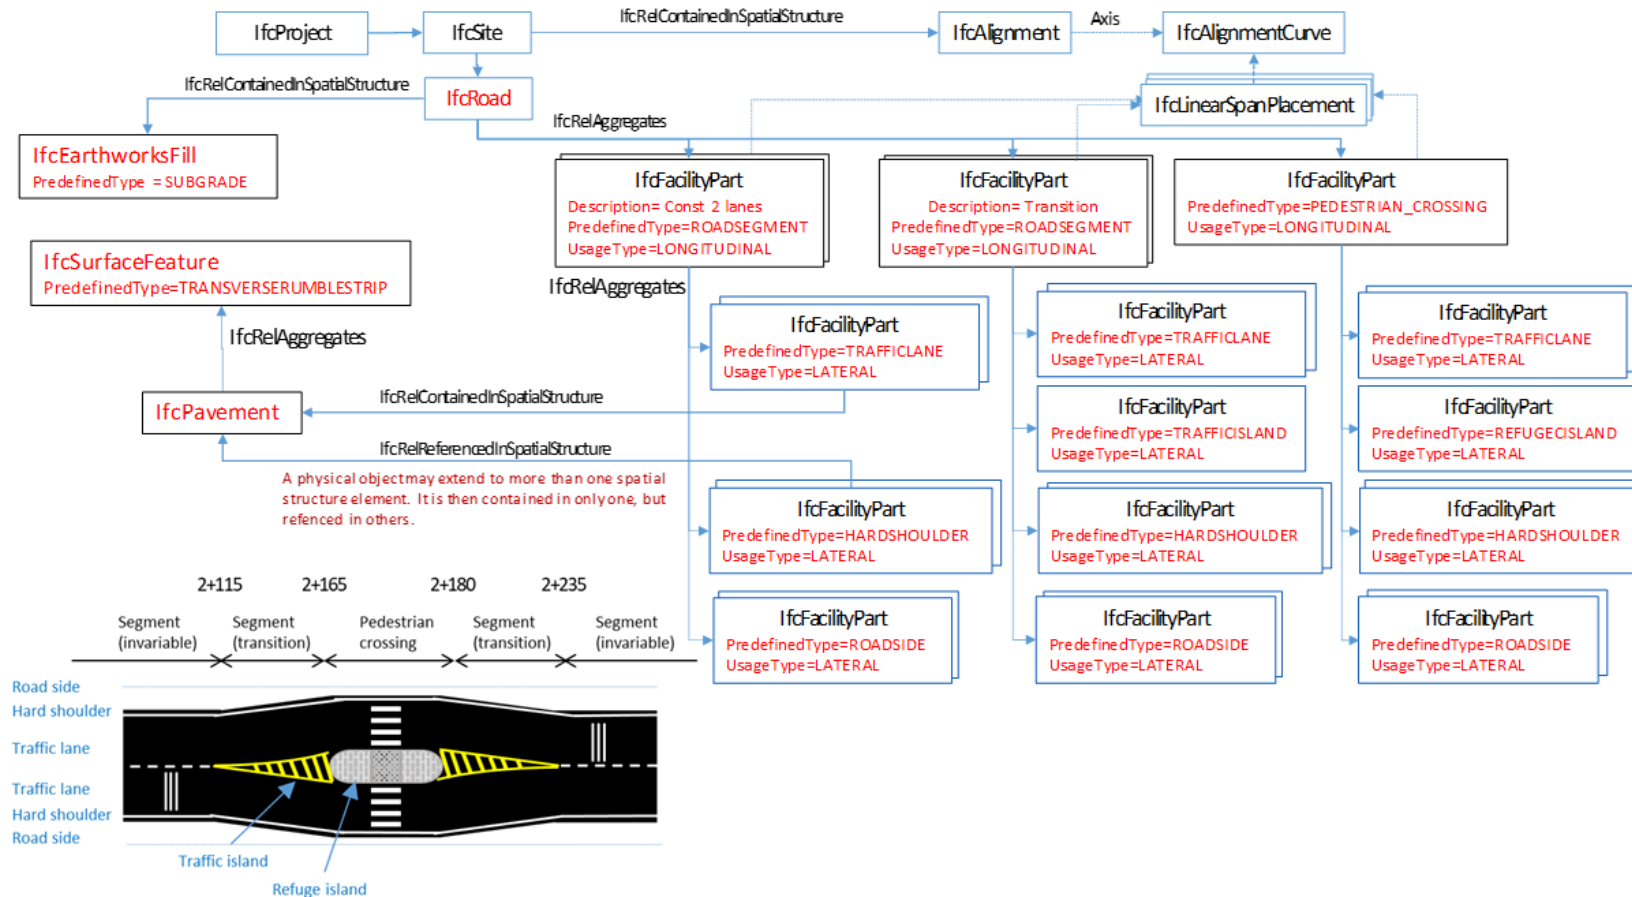 IfcRelContainedInSpatialStructure
Axis
IfcProject
IfcSite
IfcAlignment
IfcAlignmentCurve
IfcRelContainedInSpatialStructure
IfcRoad
IfcLinearSpanPlacement
IfcRelAggregates
IfcEarthworksFill
PredefinedType = SUBGRADE
IfcFacilityPart
Description= Const 2 lanes
PredefinedType=ROADSEGMENT
UsageType=LONGITUDINAL
IfcFacilityPart
Description= Transition
PredefinedType=ROADSEGMENT
UsageType=LONGITUDINAL
IfcFacilityPart
PredefinedType=PEDESTRIAN_CROSSING
UsageType=LONGITUDINAL
IfcSurfaceFeature
PredefinedType=TRANSVERSERUMBLESTRIP
IfcRelAggregates
IfcRelAggregates
IfcFacilityPart
PredefinedType=TRAFFICLANE
UsageType=LATERAL
IfcFacilityPart
PredefinedType=TRAFFICLANE
UsageType=LATERAL
IfcFacilityPart
PredefinedType=TRAFFICLANE
UsageType=LATERAL
IfcPavement
IfcRelContainedInSpatialStructure
IfcFacilityPart
PredefinedType=TRAFFICISLAND
UsageType=LATERAL
IfcFacilityPart
PredefinedType=REFUGECISLAND
UsageType=LATERAL
IfcRelReferencedInSpatialStructure
A physical object may extend to more than one spatial
structure element. It is then contained in only one, but
refenced in others.
IfcFacilityPart
PredefinedType=HARDSHOULDER
UsageType=LATERAL
IfcFacilityPart
PredefinedType=HARDSHOULDER
UsageType=LATERAL
IfcFacilityPart
PredefinedType=HARDSHOULDER
UsageType=LATERAL
IfcFacilityPart
PredefinedType=ROADSIDE
UsageType=LATERAL
IfcFacilityPart
PredefinedType=ROADSIDE
UsageType=LATERAL
IfcFacilityPart
PredefinedType=ROADSIDE
UsageType=LATERAL
2+115
2+165
2+180
2+235
Segment
(invariable)
Segment
(transition)
Pedestrian
crossing
Segment
(transition)
Segment
(invariable)
Road side
Hard shoulder
Traffic lane
Traffic lane
Hard shoulder
Road side
Traffic island
Refuge island